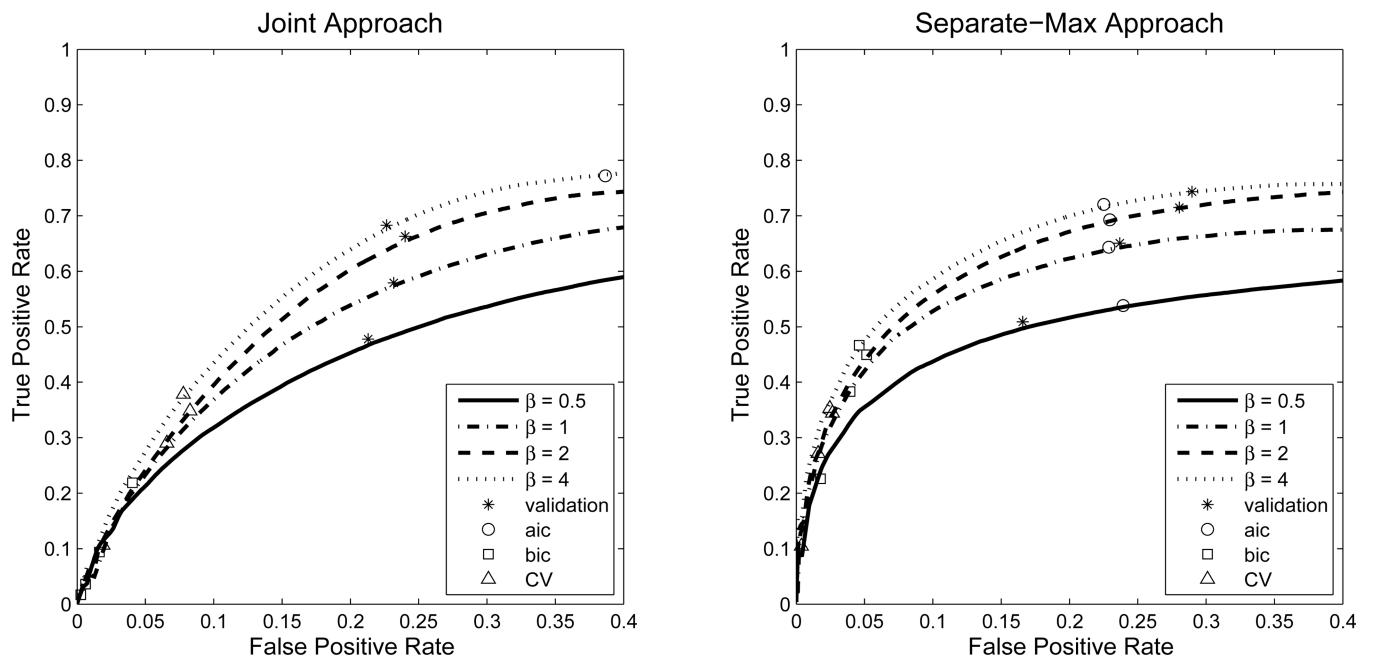 Joint Approach
True Positive Rate
1
0.9
0.8
0.7
0.6
0.5
0.4
0.3
0.2
0.1
0
0 0.05 0.1 0.15 0.2 0.25 0.3 0.35 0.4
False Positive Rate
β = 0.5
β = 1
β = 2
β = 4
validation
aic
bic
CV
Separate−Max Approach
True Positive Rate
1
0.9
0.8
0.7
0.6
0.5
0.4
0.3
0.2
0.1
0
0 0.05 0.1 0.15 0.2 0.25 0.3 0.35 0.4
False Positive Rate
β = 0.5
β = 1
β = 2
β = 4
validation
aic
bic
CV